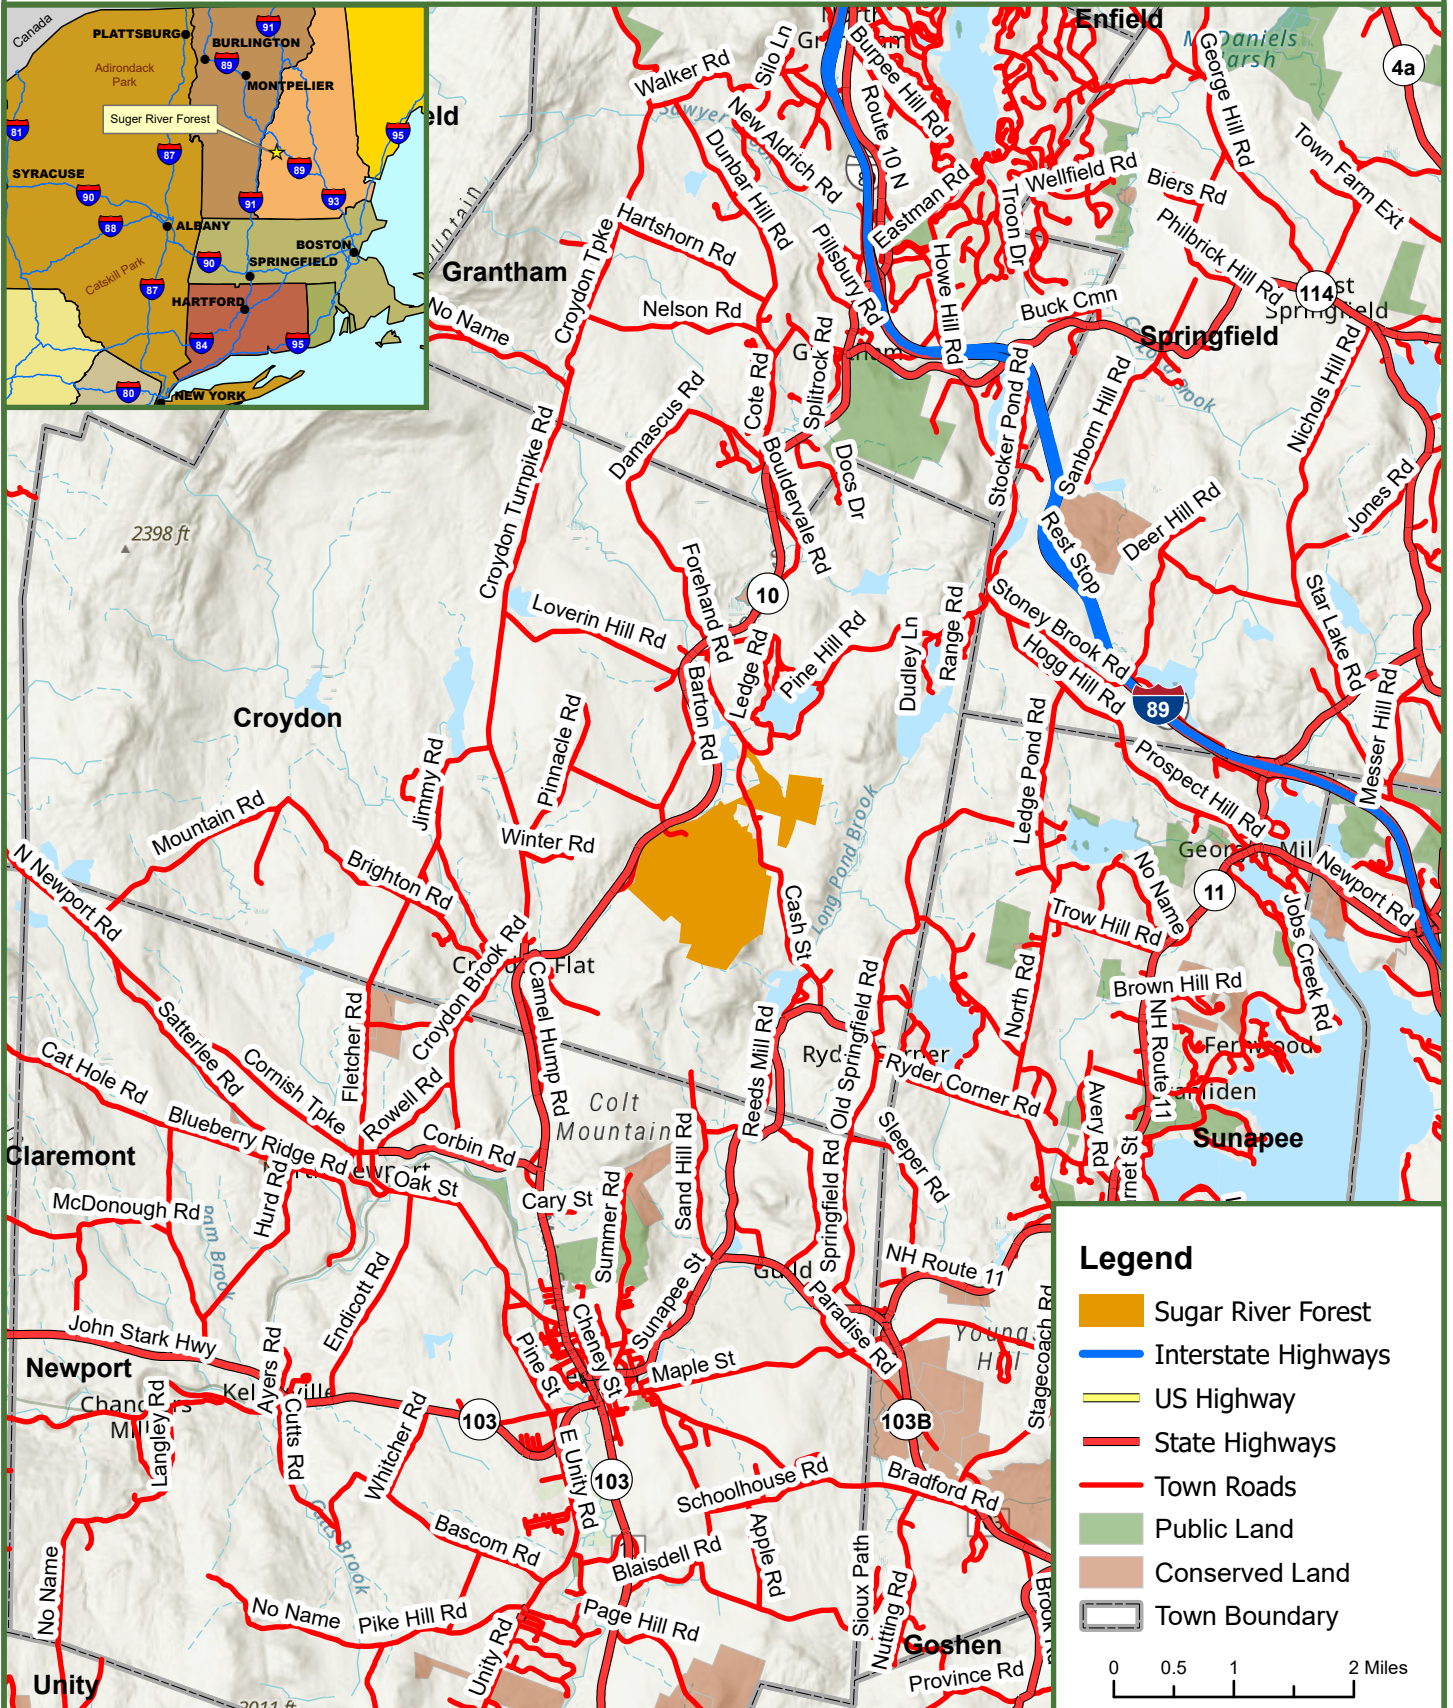 Canada
PLATTSBURG
91
BURLINGTON
89
MONTPELIER
Adirondack
Park
Suger River Forest
81
87
95
SYRACUSE
90
89
91
93
88
ALBANY
BOSTON
90
SPRINGFIELD
Catskill Park
87
HARTFORD
84
95
80
NEW YORK
Enfield
4a
Walker Rd
Silo Ln
Burpee Hill Rd
George Hill Rd
New Aldrich Rd
Route 10 N
Town Farm Ext
Dunbar Hill Rd
Eastman Rd
Wellfield Rd
Biers Rd
Troon Dr
Philbrick Hill Rd
Hartshorn Rd
Pillsbury Rd
Howe Hill Rd
Grantham
Croydon Tpke
114
Springfield
Buck Cmn
No Name
Nelson Rd
Springfield
Splitrock Rd
Cote Rd
Nichols Hill Rd
Damascus Rd
Stocker Pond Rd
Sanborn Hill Rd
Croydon Turnpike Rd
Bouldervale Rd
Docs Dr
Jones Rd
2398 ft
Deer Hill Rd
Rest Stop
Forehand Rd
10
Star Lake Rd
Loverin Hill Rd
Ledge Rd
Pine Hill Rd
Dudley Ln
Range Rd
Stoney Brook Rd
Hogg Hill Rd
Barton Rd
Croydon
89
Messer Hill Rd
Pinnacle Rd
Jimmy Rd
Ledge Pond Rd
Prospect Hill Rd
Mountain Rd
Winter Rd
Long Pond Brook
N Newport Rd
Brighton Rd
No Name
11
Newport Rd
Cash St
Trow Hill Rd
Jobs Creek Rd
Croydon Brook Rd
Flat
Camel Hump Rd
North Rd
Brown Hill Rd
Satterlee Rd
Fletcher Rd
Reeds Mill Rd
Old Springfield Rd
NH Route 11
Fernwood
Cat Hole Rd
Cornish Tpke
Rowell Rd
Colt
Mountain
Ryder Corner Rd
Avery Rd
Blueberry Ridge Rd
Corbin Rd
Sand Hill Rd
Sleeper Rd
Sunapee
Claremont
Oak St
Cary St
McDonough Rd
Hurd Rd
Summer Rd
Springfield Rd
Endicott Rd
Guild
NH Route 11
Sunapee St
Paradise Rd
John Stark Hwy
Ayers Rd
Pine St
Cheney St
Maple St
Stagecoach Rd
Newport
Langley Rd
Cutts Rd
Whitcher Rd
103
103B
E Unity Rd
103
Schoolhouse Rd
Bradford Rd
Cutts Brook
Bascom Rd
Blaisdell Rd
Apple Rd
Sioux Path
No Name
No Name
Pike Hill Rd
Page Hill Rd
Nutting Rd
Unity Rd
Goshen
Province Rd
Unity
2011 ft
Legend
Sugar River Forest
Interstate Highways
US Highway
State Highways
Town Roads
Public Land
Conserved Land
Town Boundary
0 0.5 1 2 Miles